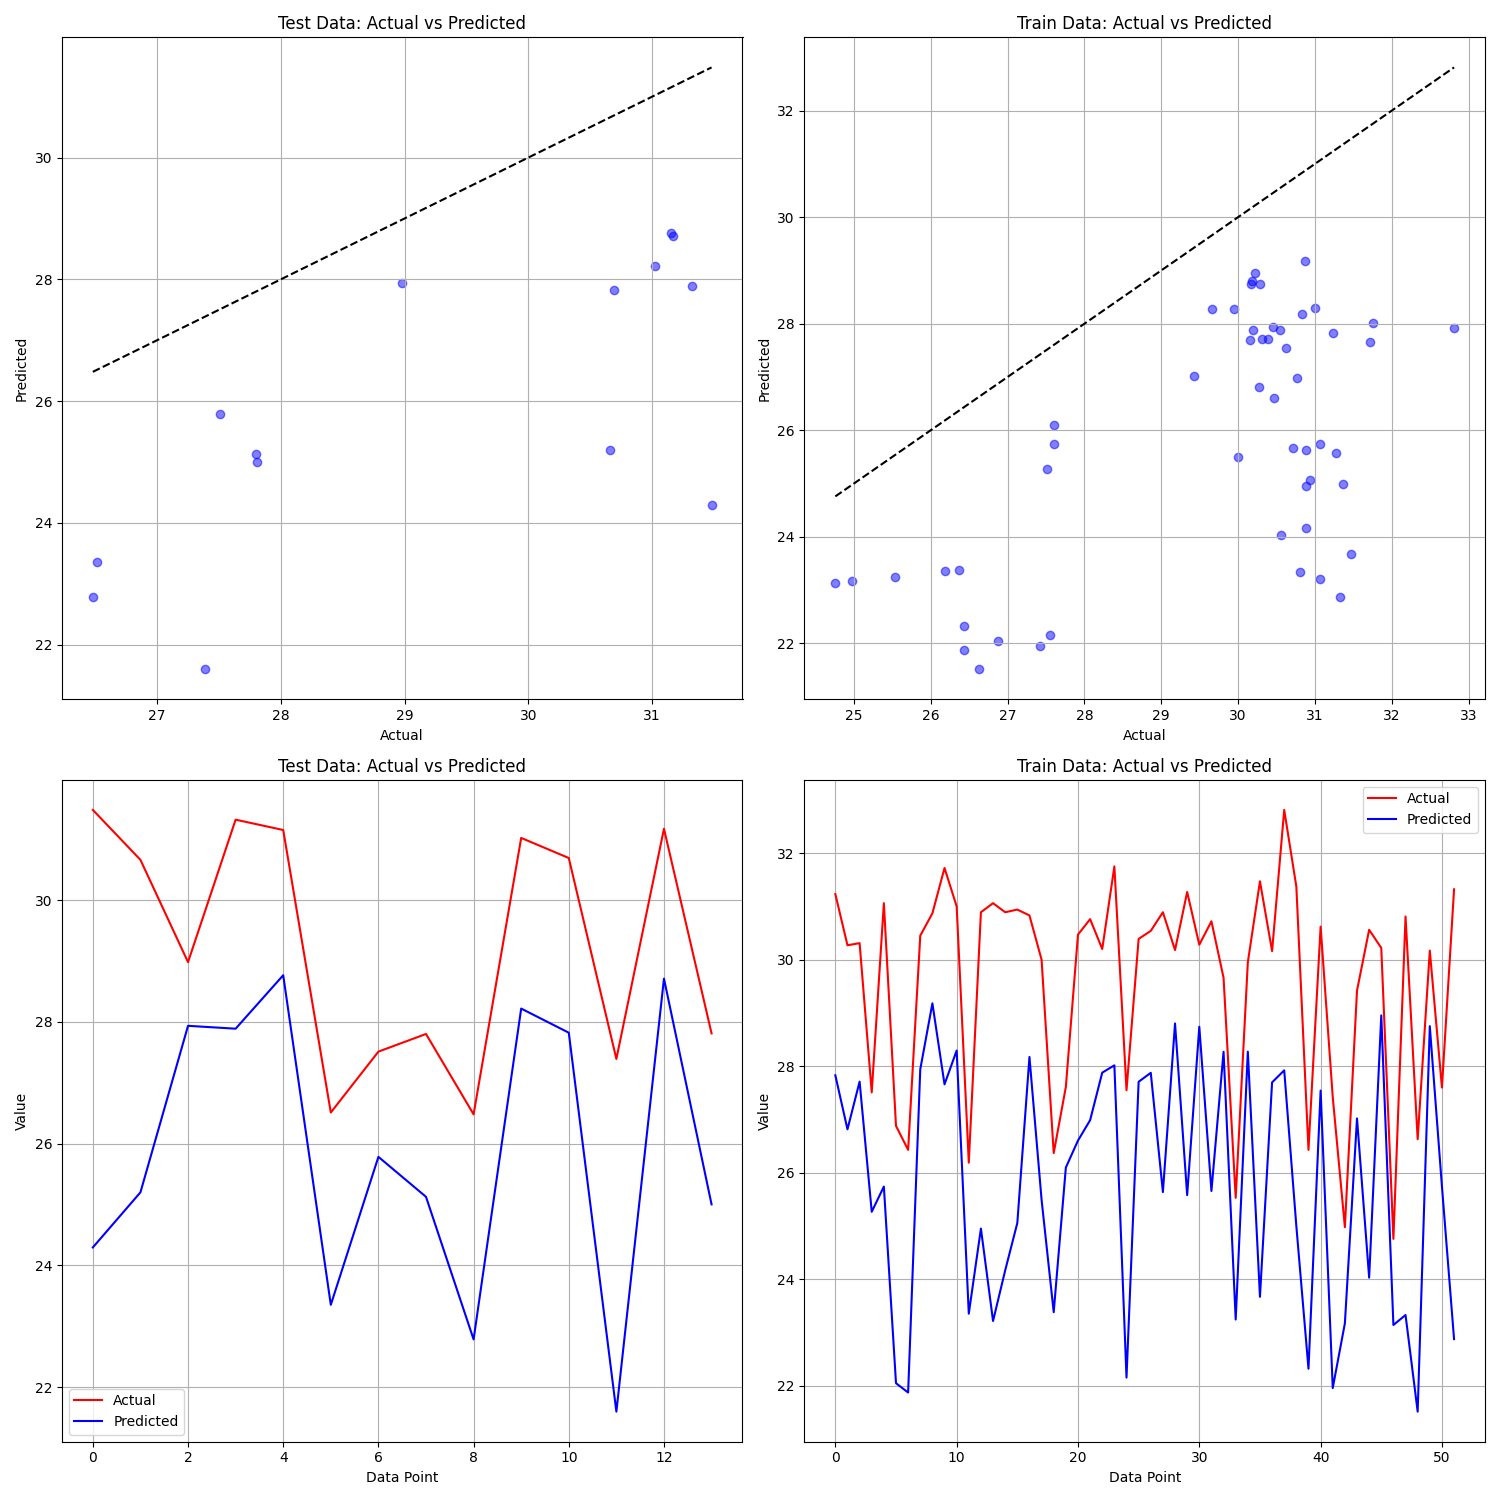 Test Data: Actual vs Predicted
Predicted
30
28
26
24
22
27 28 29 30 31
Actual
Train Data: Actual vs Predicted
Predicted
32
30
28
26
24
22
25 26 27 28 29 30 31 32 33
Actual
Test Data: Actual vs Predicted
Value
30
28
26
24
22
Actual
Predicted
0 2 4 6 8 10 12
Data Point
Train Data: Actual vs Predicted
Actual
Predicted
Value
32
30
28
26
24
22
0 10 20 30 40 50
Data Point